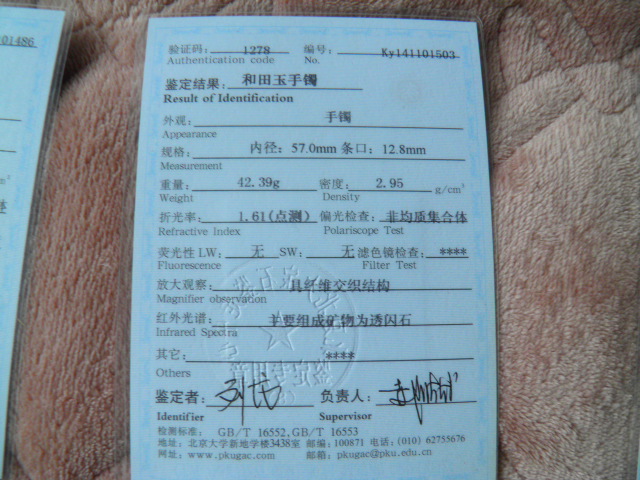 01486
验证码: 1278 编号: Ky141101503
Authentication code No.
鉴定结果: 和田玉手镯
Result of Identification
外观: 手镯
Appearance
规格: 内径: 57.0mm 条口: 12.8mm
Measurement
重量: 42.39g 密度: 2.95 g/cm³
Weight Density
折光率: 1.61(点测) 偏光检查: 非均质集合体
Refractive Index Polariscope Test
荧光性 LW: 无 SW: 无 滤色镜检查: ****
Fluorescence Filter Test
放大观察: 具纤维交织结构
Magnifier observation
红外光谱: 主要组成矿物为透闪石
Infrared Spectra
其它: ****
Others
鉴定者: 负责人:
Identifier Supervisor
检测标准: GB/T 16552,GB/T 16553
地址: 北京大学新地学楼3438室 邮编: 100871 电话: (010) 62755676
网址: www.pkugac.com 邮箱: pkugac@pku.edu.cn